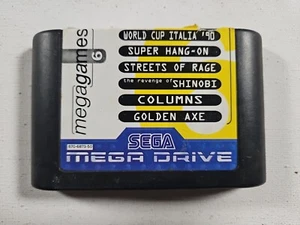 megagames
6
WORLD CUP ITALIA '90
SUPER HANG-ON
STREETS OF RAGE
the revenge of SHINOBI
COLUMNS
GOLDEN AXE
SEGA
MEGA DRIVE